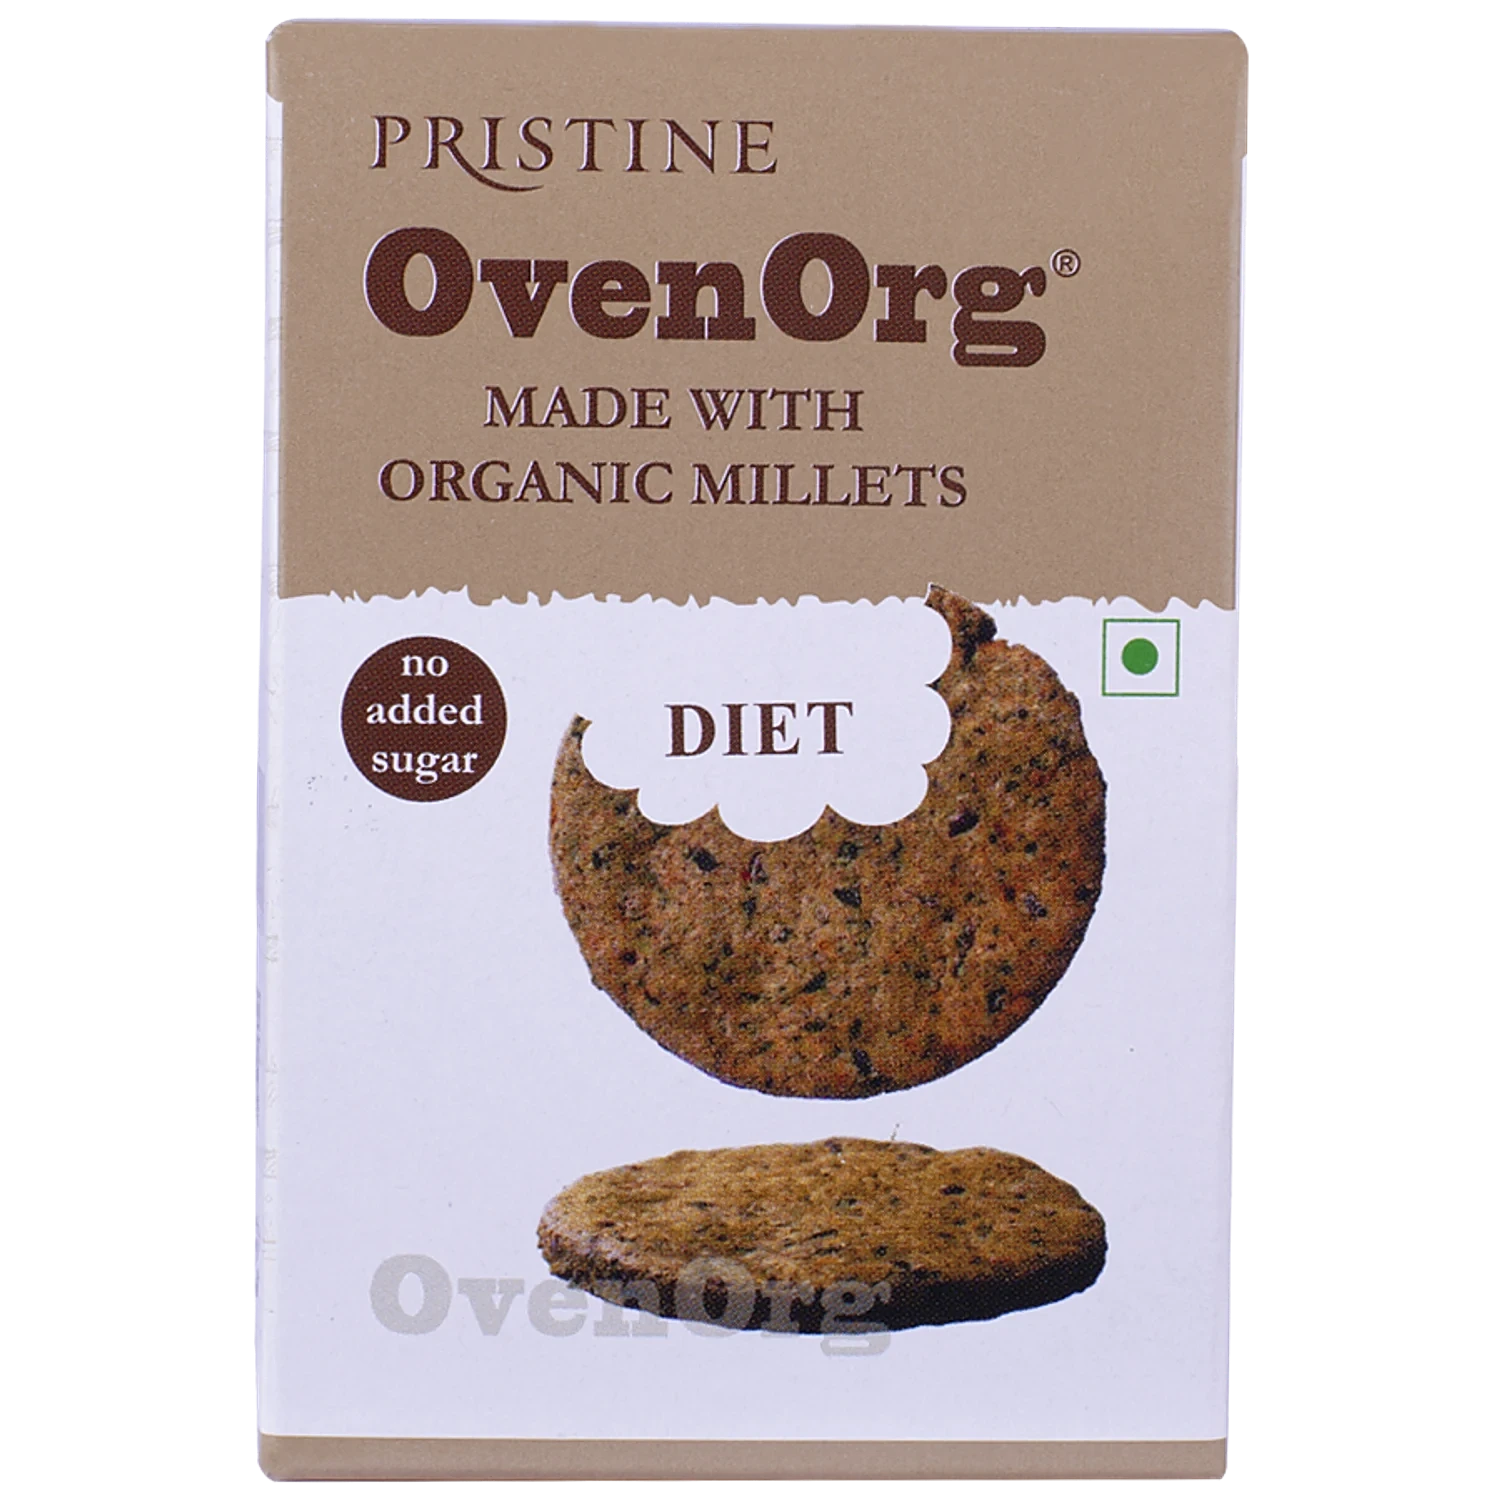 PRISTINE
OvenOrg®
MADE WITH
ORGANIC MILLETS
no
added
sugar
DIET
OvenOrg